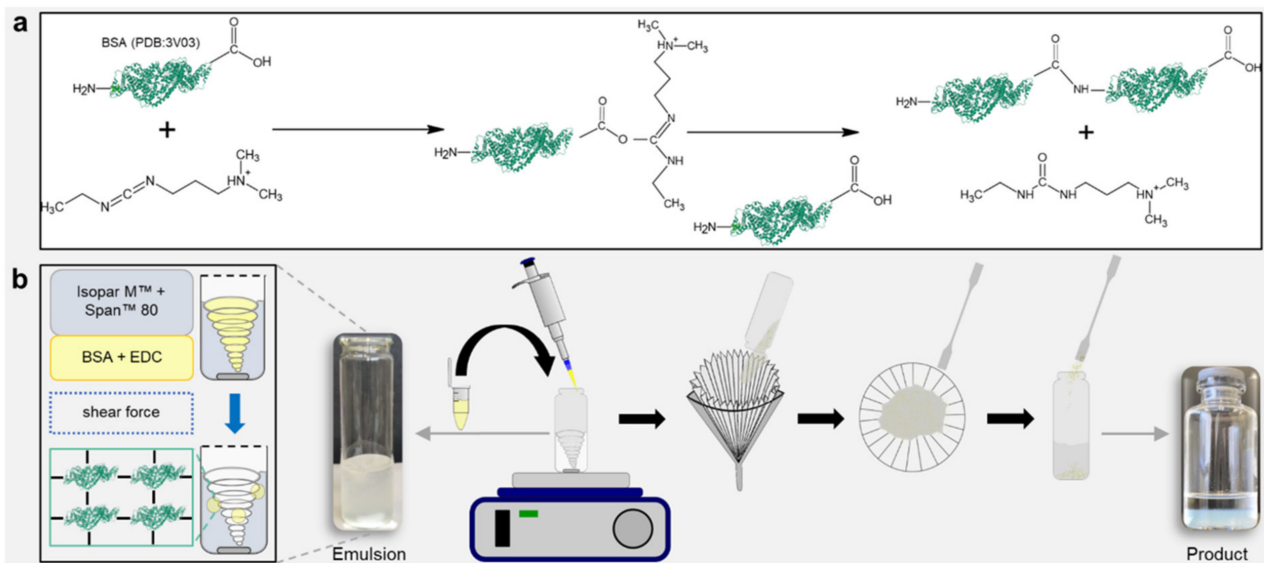 a
BSA (PDB:3V03)
O
OH
H₂N
+
CH₃
HN⁺
CH₃
H₃C
N
N
H₃C
HN⁺
CH₃
O
O
N
NH
CH₃
H₂N
O
OH
H₂N
O
NH
O
OH
H₂N
+
O
H₃C
NH
NH
HN⁺
CH₃
CH₃
b
Isopar M™ +
Span™ 80
BSA + EDC
shear force
Emulsion
Product